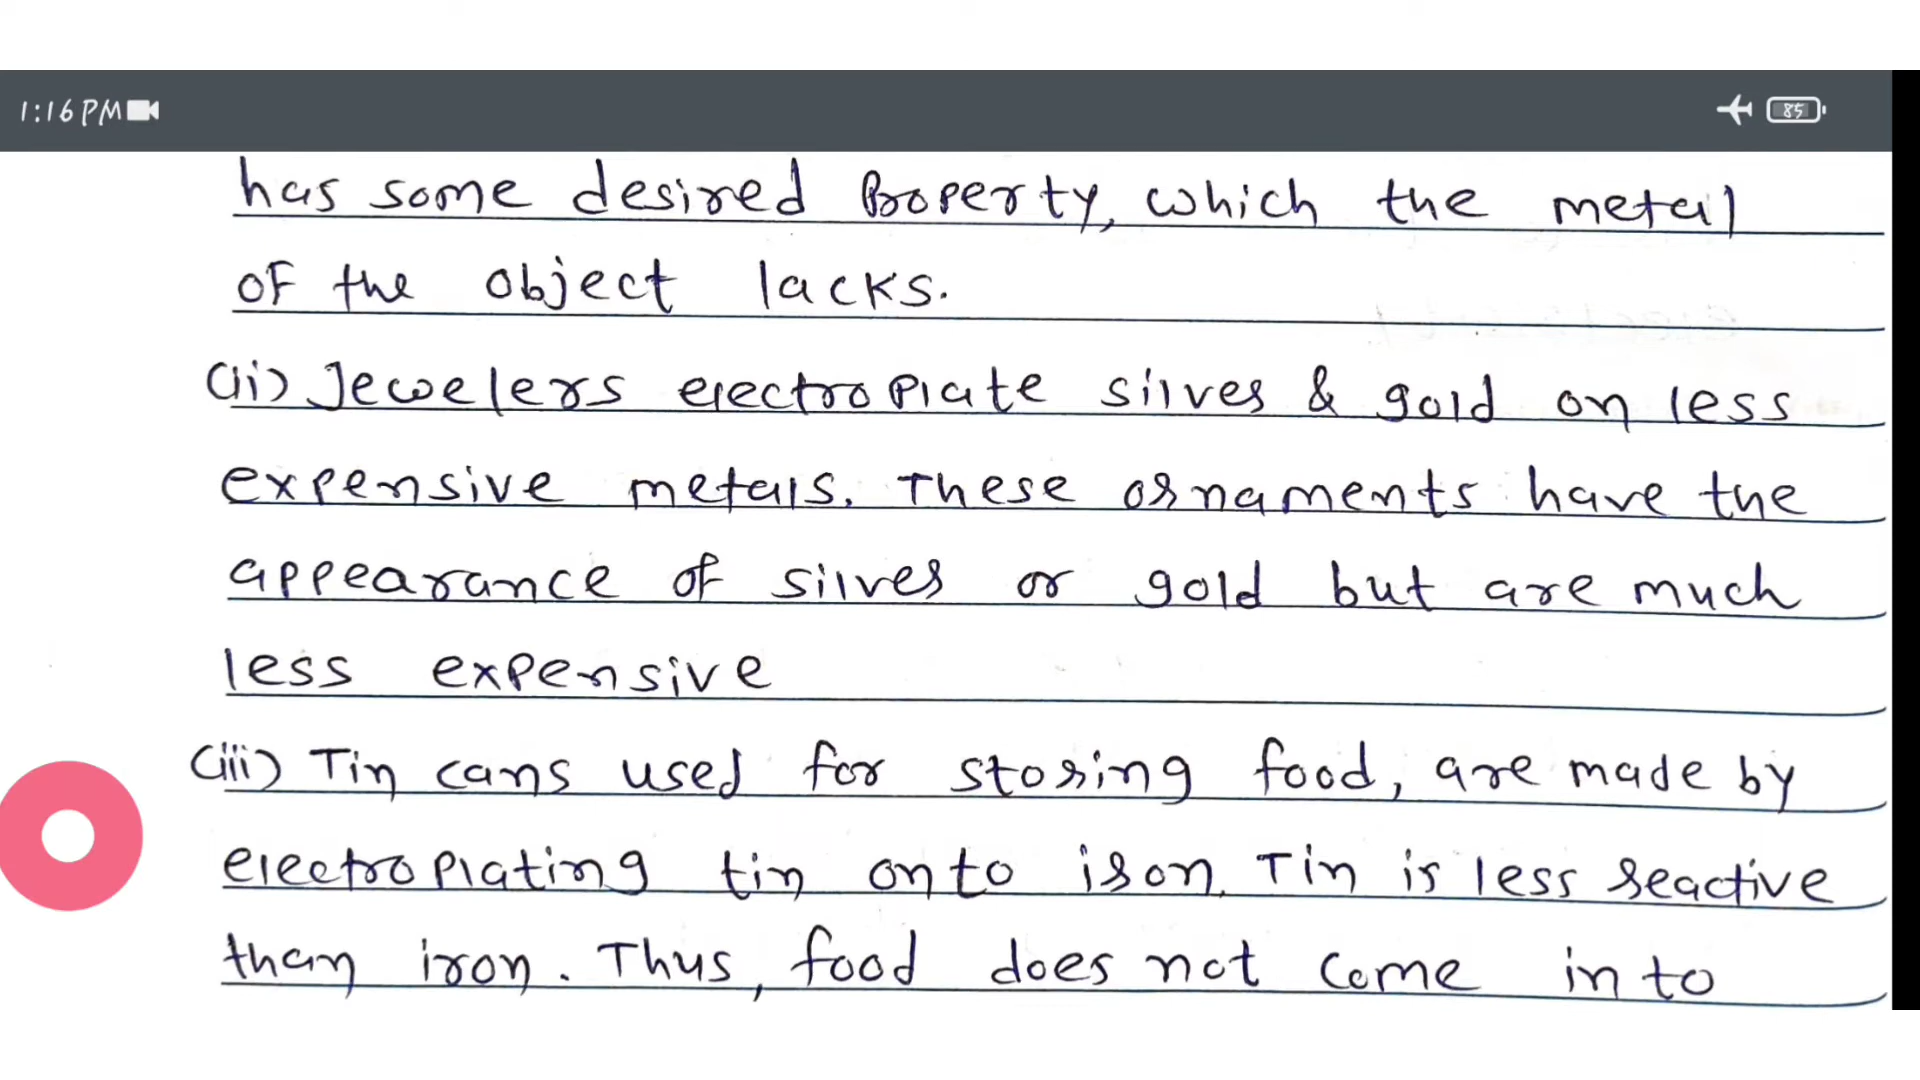 1:16 PM
85
has some desired Property, which the metal
of the object lacks.
(ii) Jewelers electroplate silver & gold on less
expensive metals. These ornaments have the
appearance of silver or gold but are much
less expensive
(iii) Tin cans used for storing food, are made by
electroplating tin onto iron. Tin is less reactive
than iron. Thus, food does not come in to